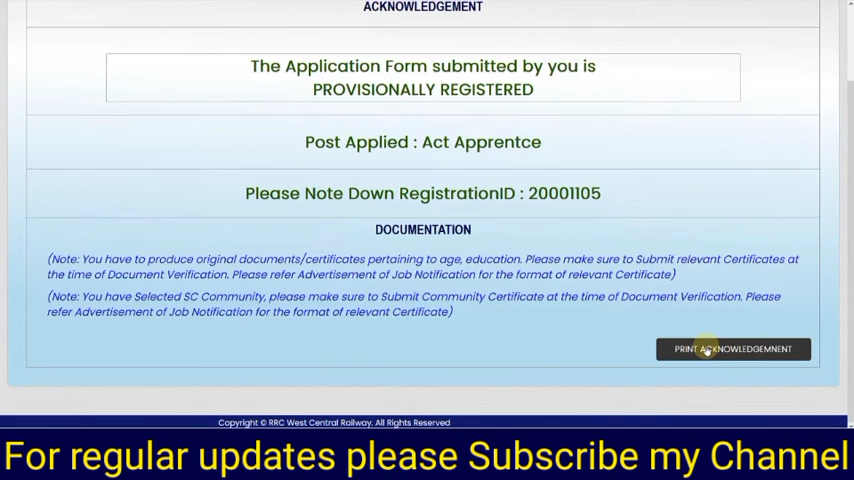 ACKNOWLEDGEMENT
The Application Form submitted by you is
PROVISIONALLY REGISTERED
Post Applied : Act Apprentce
Please Note Down RegistrationID : 20001105
DOCUMENTATION
(Note: You have to produce original documents/certificates pertaining to age, education. Please make sure to Submit relevant Certificates at
the time of Document Verification. Please refer Advertisement of Job Notification for the format of relevant Certificate)
(Note: You have Selected SC Community, please make sure to Submit Community Certificate at the time of Document Verification. Please
refer Advertisement of Job Notification for the format of relevant Certificate)
PRINT ACKNOWLEDGEMNENT
Copyright © RRC West Central Railway. All Rights Reserved
For regular updates please Subscribe my Channel